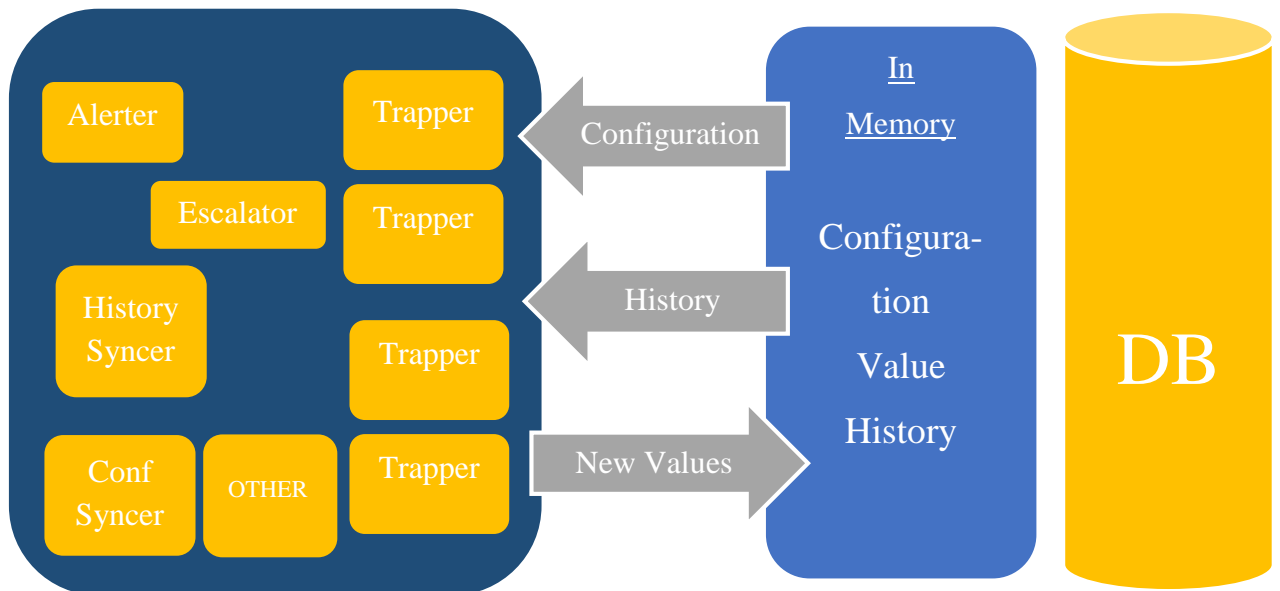 Alerter
Trapper
Escalator
Trapper
History
Syncer
Trapper
Conf
Syncer
OTHER
Trapper
Configuration
History
New Values
In
Memory
Configura-
tion
Value
History
DB